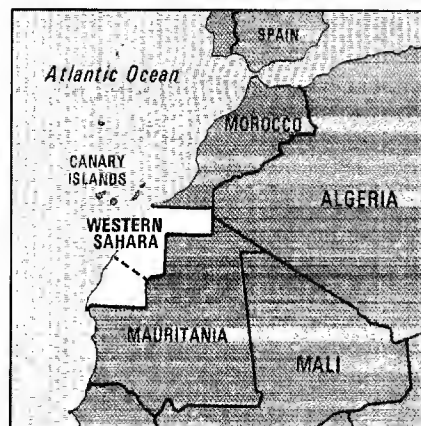 SPAIN
Atlantic Ocean
MOROCCO
CANARY
ISLANDS
ALGERIA
WESTERN
SAHARA
MAURITANIA
MALI